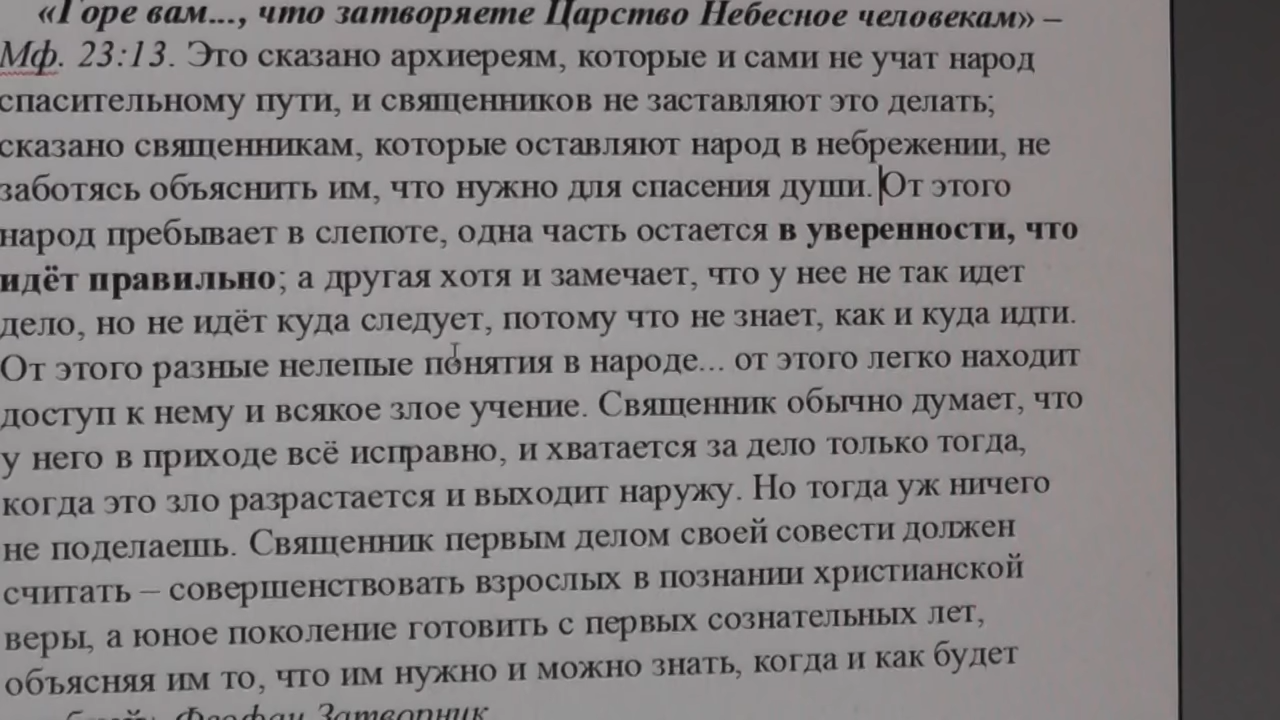 «Горе вам..., что затворяете Царство Небесное человекам» –
Мф. 23:13. Это сказано архиереям, которые и сами не учат народ
спасительному пути, и священников не заставляют это делать;
сказано священникам, которые оставляют народ в небрежении, не
заботясь объяснить им, что нужно для спасения души. От этого
народ пребывает в слепоте, одна часть остается в уверенности, что
идёт правильно; а другая хотя и замечает, что у нее не так идет
дело, но не идёт куда следует, потому что не знает, как и куда идти.
От этого разные нелепые понятия в народе... от этого легко находит
доступ к нему и всякое злое учение. Священник обычно думает, что
у него в приходе всё исправно, и хватается за дело только тогда,
когда это зло разрастается и выходит наружу. Но тогда уж ничего
не поделаешь. Священник первым делом своей совести должен
считать – совершенствовать взрослых в познании христианской
веры, а юное поколение готовить с первых сознательных лет,
объясняя им то, что им нужно и можно знать, когда и как будет
Феофан Затворник